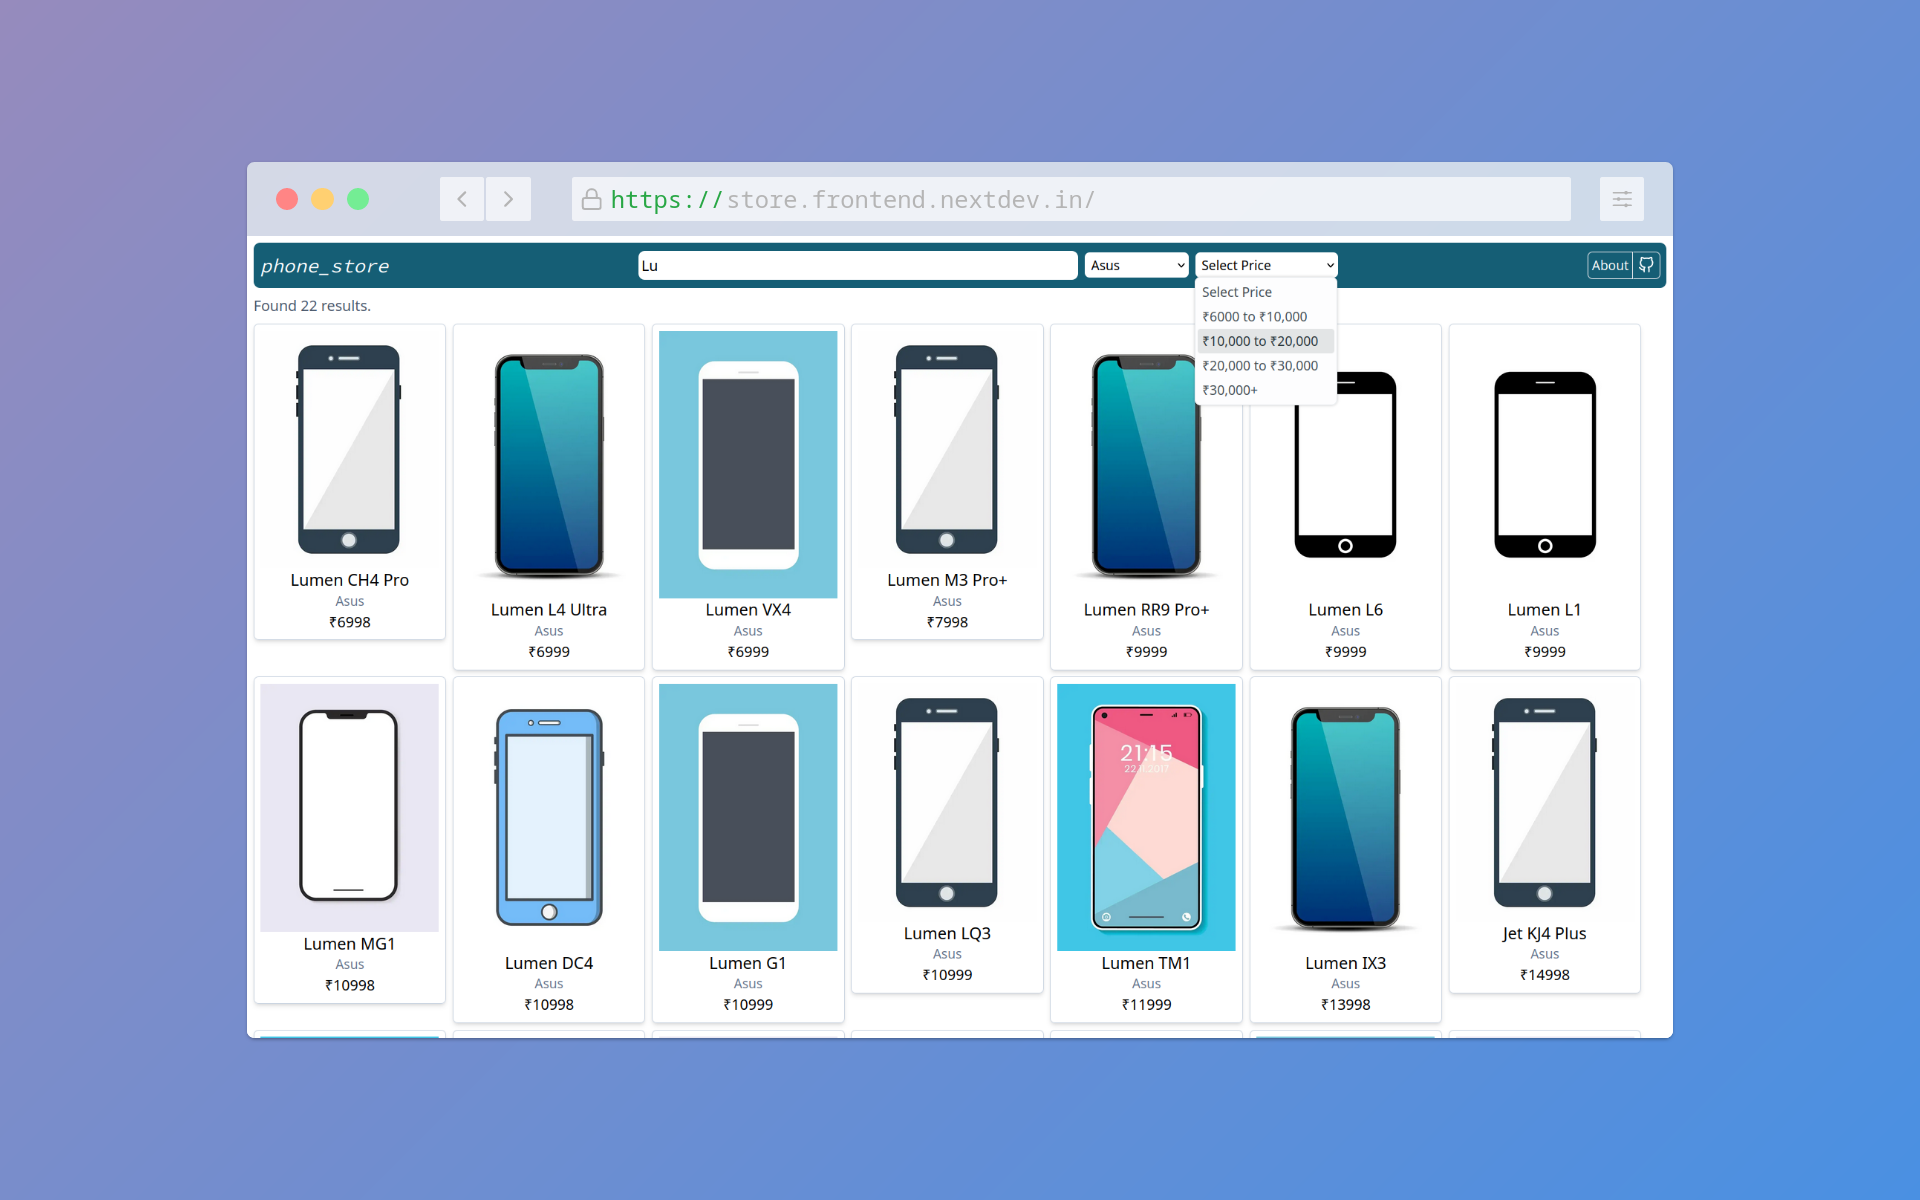 https://store.frontend.nextdev.in/
phone_store
Lu
Asus
Select Price
About
Found 22 results.
Select Price
₹6000 to ₹10,000
₹10,000 to ₹20,000
₹20,000 to ₹30,000
₹30,000+
Lumen CH4 Pro
Asus
₹6998
Lumen L4 Ultra
Asus
₹6999
Lumen VX4
Asus
₹6999
Lumen M3 Pro+
Asus
₹7998
Lumen RR9 Pro+
Asus
₹9999
Lumen L6
Asus
₹9999
Lumen L1
Asus
₹9999
Lumen MG1
Asus
₹10998
Lumen DC4
Asus
₹10998
Lumen G1
Asus
₹10999
Lumen LQ3
Asus
₹10999
21:15
22.11.2017
Lumen TM1
Asus
₹11999
Lumen IX3
Asus
₹13998
Jet KJ4 Plus
Asus
₹14998